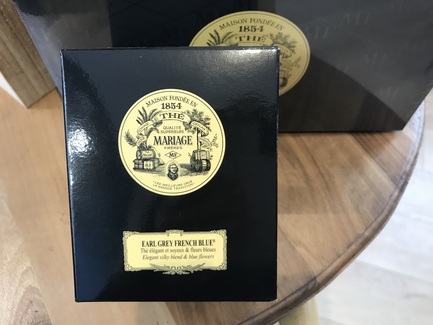 MAISON FONDÉE EN
1854
THÉ
MAISON FONDÉE EN
1854
THÉ
QUALITÉ
SUPÉRIEURE
MARIAGE
FRÈRES
MF
EARL GREY FRENCH BLUE®
Thé élégant et soyeux & fleurs bleues
Elegant silky blend & blue flowers